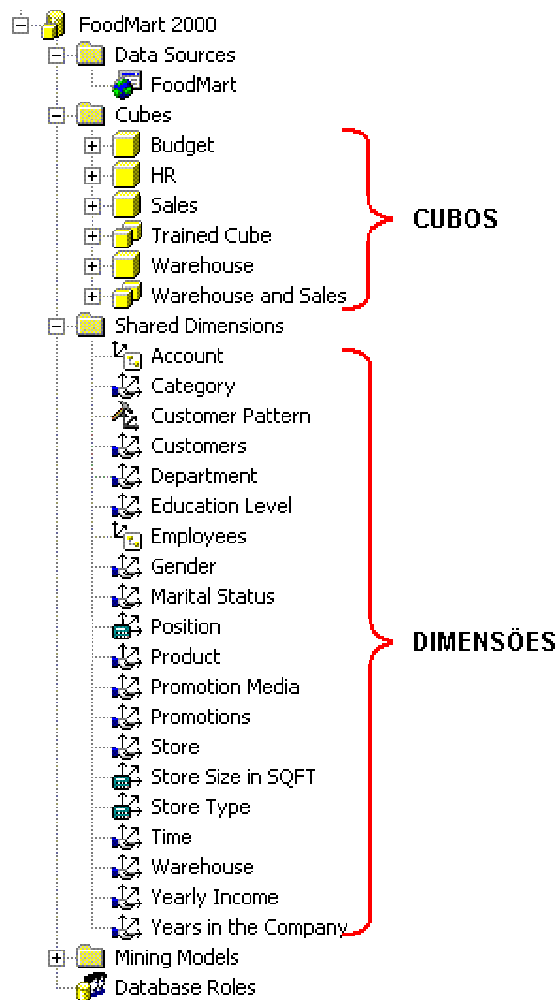 FoodMart 2000
Data Sources
FoodMart
Cubes
Budget
HR
Sales
Trained Cube
Warehouse
Warehouse and Sales
CUBOS
Shared Dimensions
Account
Category
Customer Pattern
Customers
Department
Education Level
Employees
Gender
Marital Status
Position
Product
Promotion Media
Promotions
Store
Store Size in SQFT
Store Type
Time
Warehouse
Yearly Income
Years in the Company
DIMENSÕES
Mining Models
Database Roles